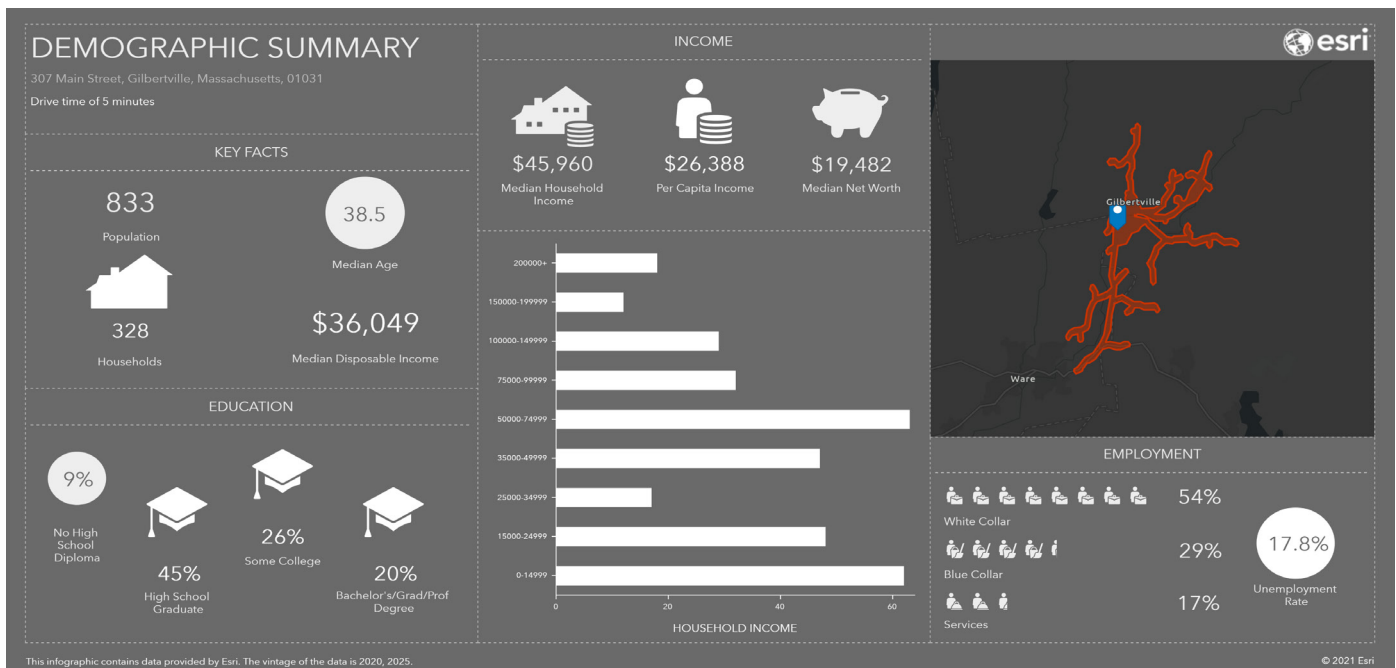 DEMOGRAPHIC SUMMARY
307 Main Street, Gilbertville, Massachusetts, 01031
Drive time of 5 minutes
KEY FACTS
833
Population
38.5
Median Age
328
Households
$36,049
Median Disposable Income
EDUCATION
9%
No High
School
Diploma
45%
High School
Graduate
26%
Some College
20%
Bachelor's/Grad/Prof
Degree
INCOME
$45,960
Median Household
Income
$26,388
Per Capita Income
$19,482
Median Net Worth
200000+
150000-199999
100000-149999
75000-99999
50000-74999
35000-49999
25000-34999
15000-24999
0-14999
0 20 40 60
HOUSEHOLD INCOME
esri
Gilbertville
Ware
EMPLOYMENT
54%
White Collar
29%
Blue Collar
17%
Services
17.8%
Unemployment
Rate
This infographic contains data provided by Esri. The vintage of the data is 2020, 2025.
© 2021 Esri